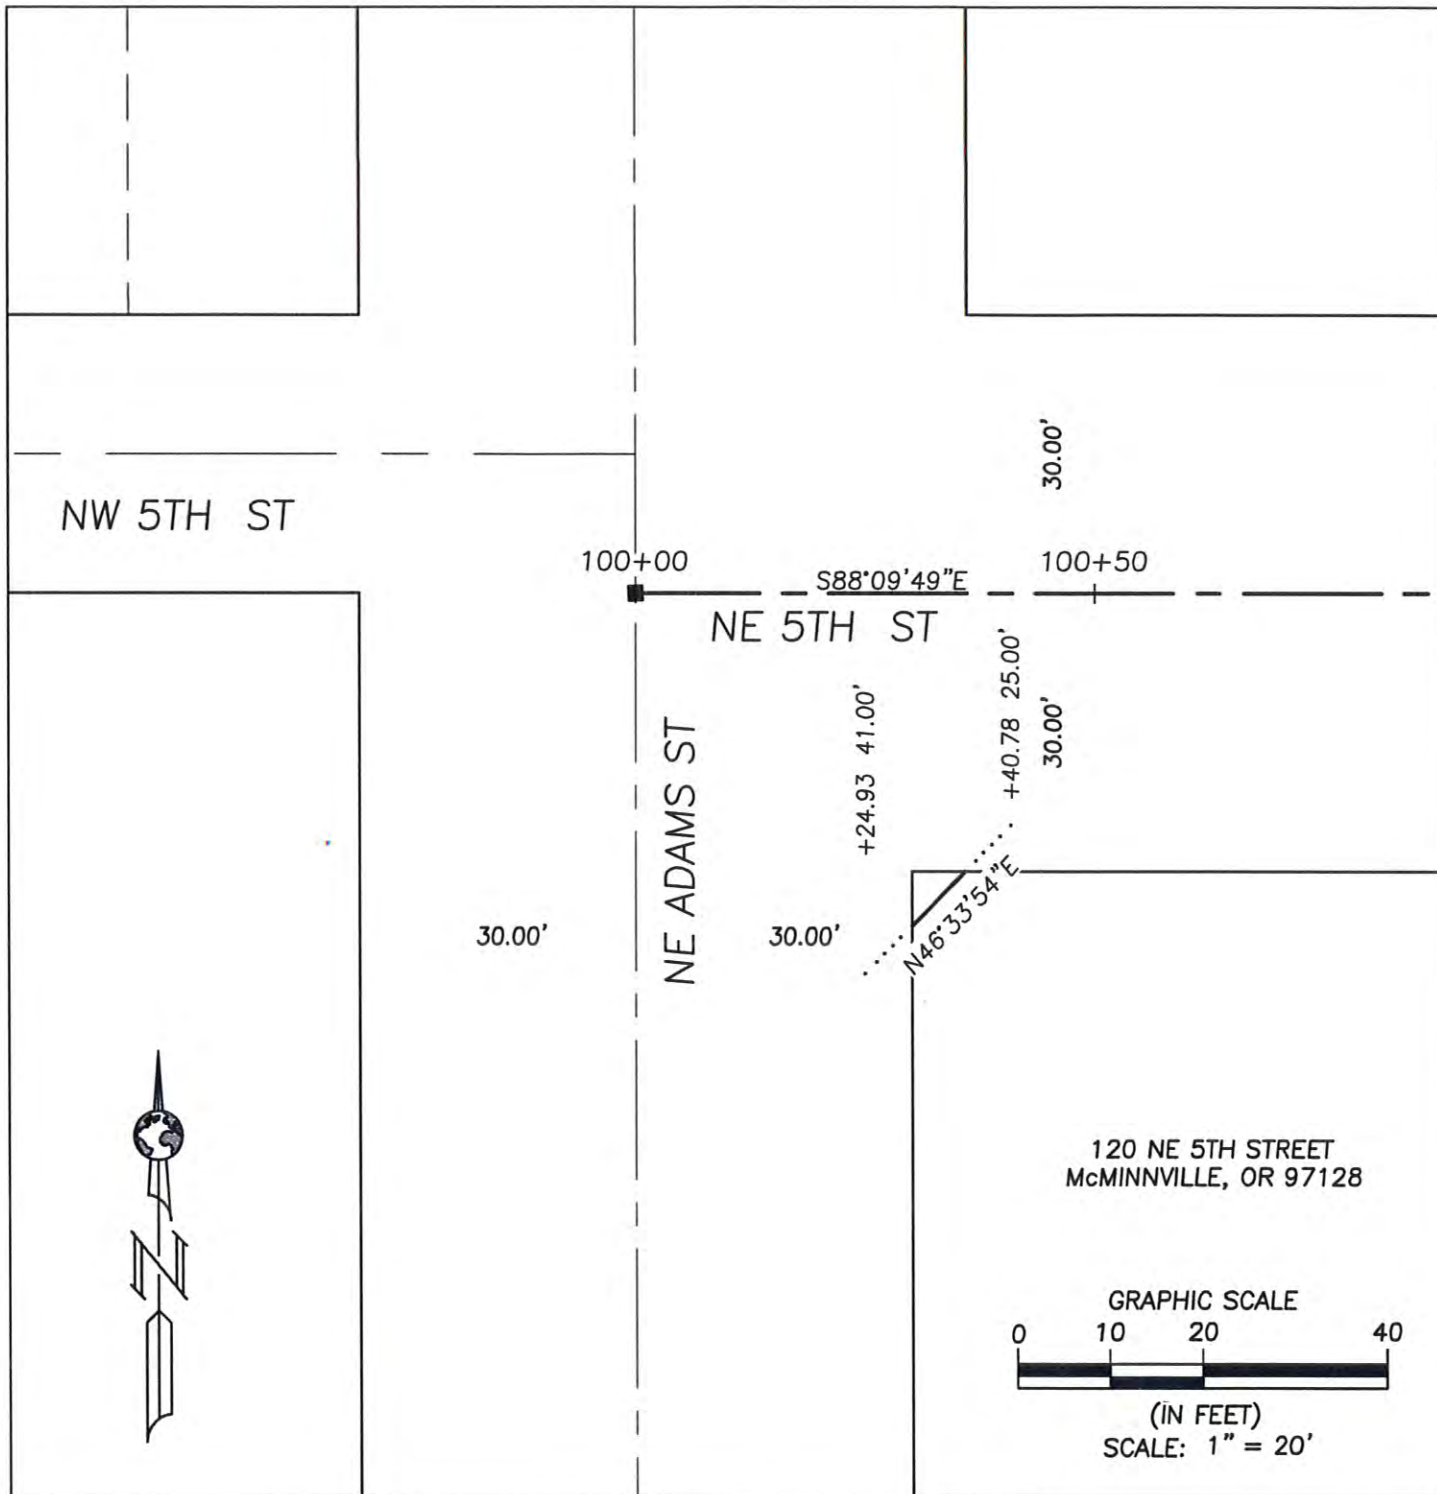 30.00'
NW 5TH ST
100+00
S88°09'49"E
100+50
NE 5TH ST
+24.93 41.00'
+40.78 25.00'
30.00'
NE ADAMS ST
30.00'
30.00'
N46°33'54"E
N
120 NE 5TH STREET
McMINNVILLE, OR 97128
GRAPHIC SCALE
0 10 20 40
(IN FEET)
SCALE: 1" = 20'